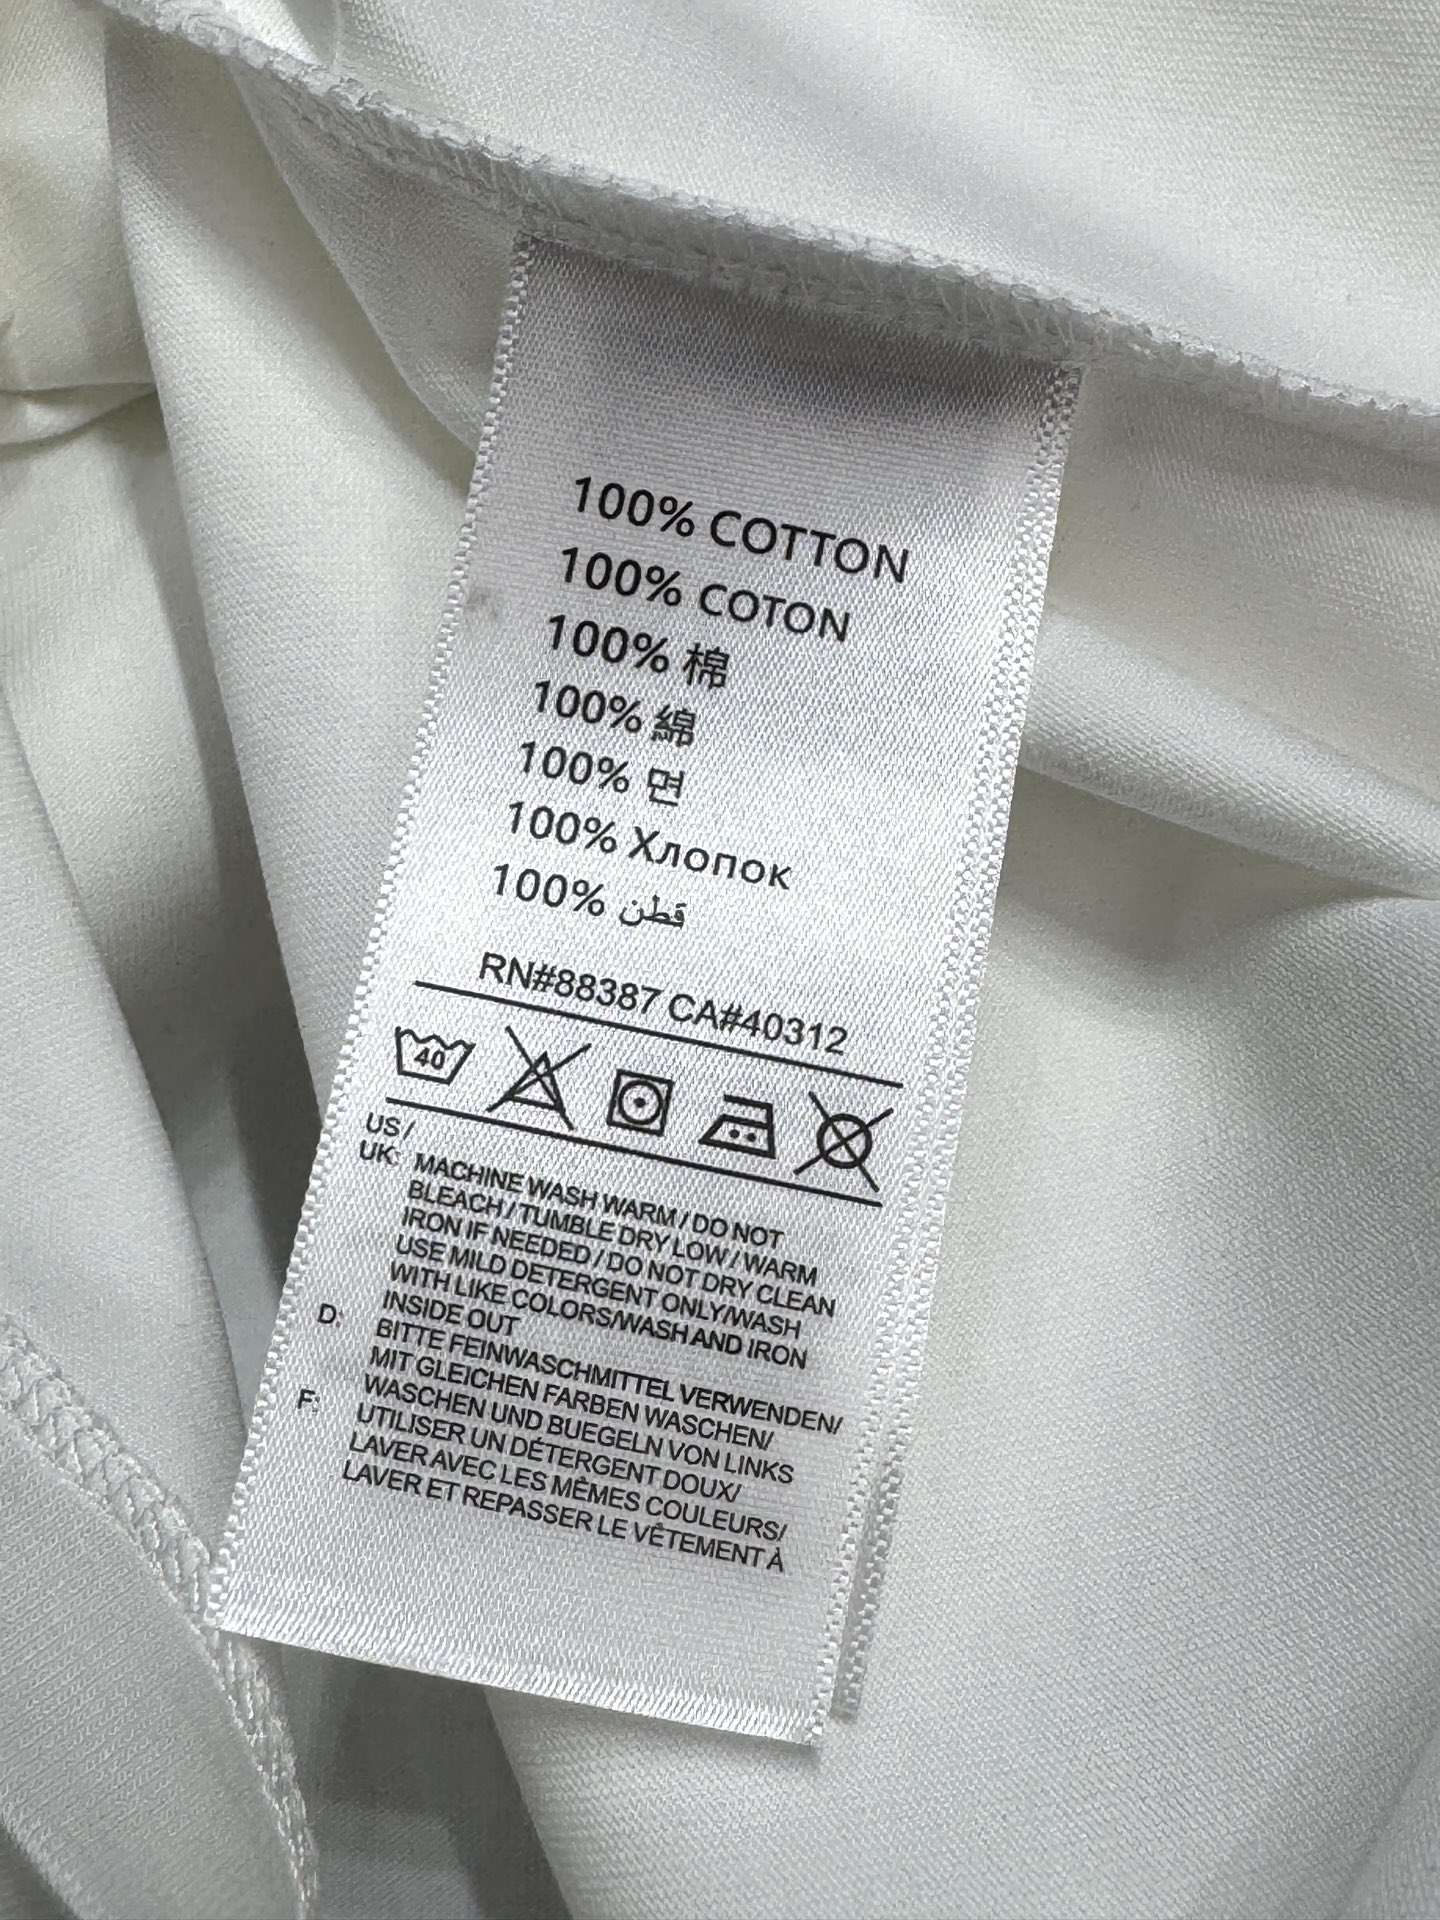 100% COTTON
100% COTON
100% 棉
100% 綿
100% 면
100% Хлопок
100% قطن
RN#88387 CA#40312
40
US/
UK: MACHINE WASH WARM / DO NOT
BLEACH / TUMBLE DRY LOW / WARM
IRON IF NEEDED / DO NOT DRY CLEAN
USE MILD DETERGENT ONLY/WASH
WITH LIKE COLORS/WASH AND IRON
INSIDE OUT
D: BITTE FEINWASCHMITTEL VERWENDEN/
MIT GLEICHEN FARBEN WASCHEN/
WASCHEN UND BUEGELN VON LINKS
F: UTILISER UN DÉTERGENT DOUX/
LAVER AVEC LES MÊMES COULEURS/
LAVER ET REPASSER LE VÊTEMENT À